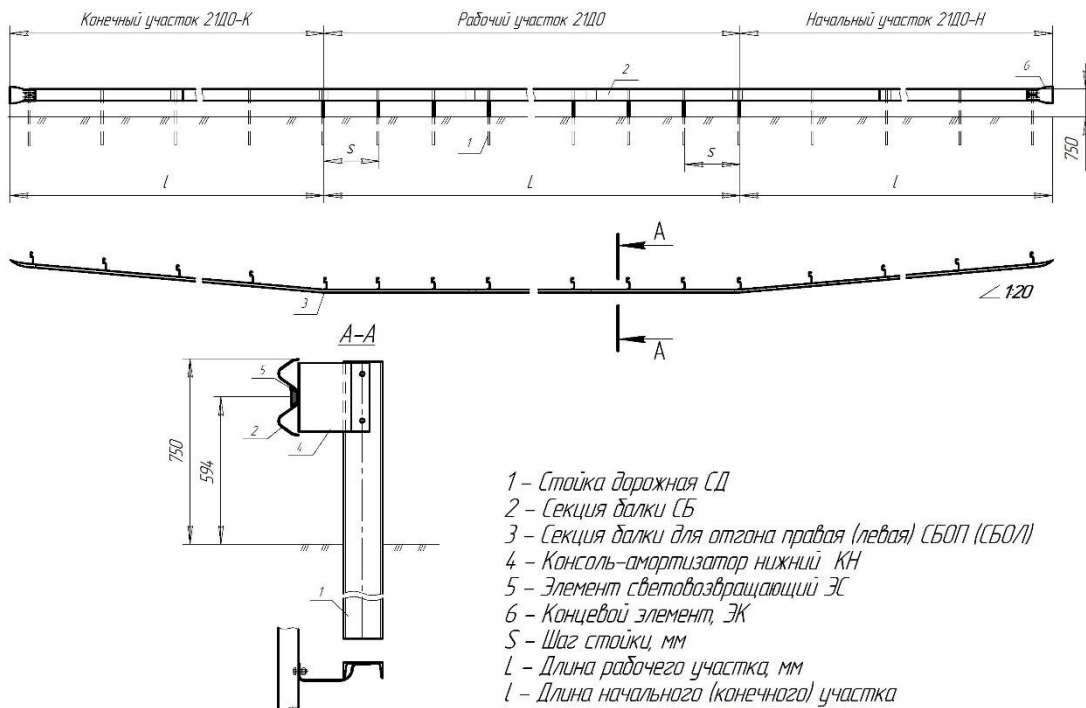 Конечный участок 21ДО-К
Рабочий участок 21ДО
Начальный участок 21ДО-Н
2
6
1
S
S
750
l
L
l
А
3
1:20
А-А
А
5
2
4
750
594
1
1 – Стойка дорожная СД
2 – Секция балки СБ
3 – Секция балки для отгона правая (левая) СБОП (СБОЛ)
4 – Консоль-амортизатор нижний КН
5 – Элемент световозвращающий ЭС
6 – Концевой элемент, ЭК
S – Шаг стойки, мм
L – Длина рабочего участка, мм
l – Длина начального (конечного) участка